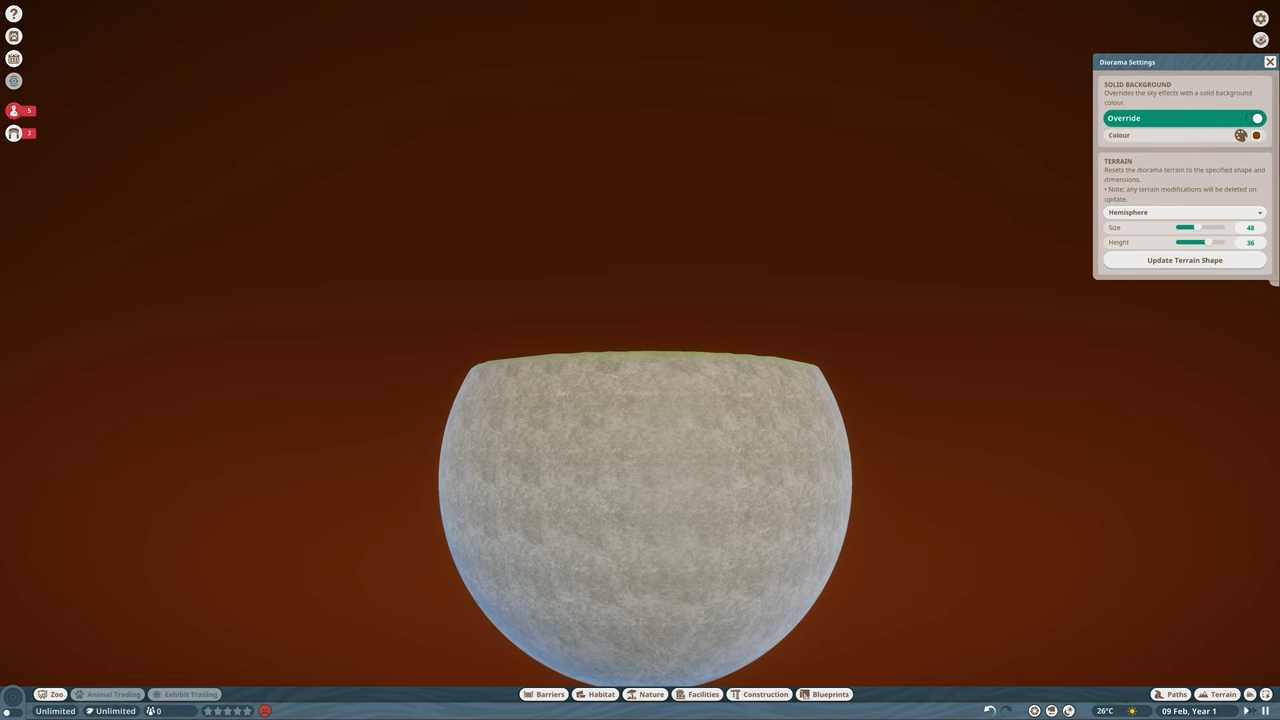 ?
5
3
Diorama Settings
SOLID BACKGROUND
Overrides the sky effects with a solid background
colour.
Override
Colour
TERRAIN
Resets the diorama terrain to the specified shape and
dimensions.
• Note: any terrain modifications will be deleted on
update.
Hemisphere
Size 48
Height 36
Update Terrain Shape
Zoo Animal Trading Exhibit Trading Barriers Habitat Nature Facilities Construction Blueprints Paths Terrain
Unlimited Unlimited 0 26°C 09 Feb, Year 1